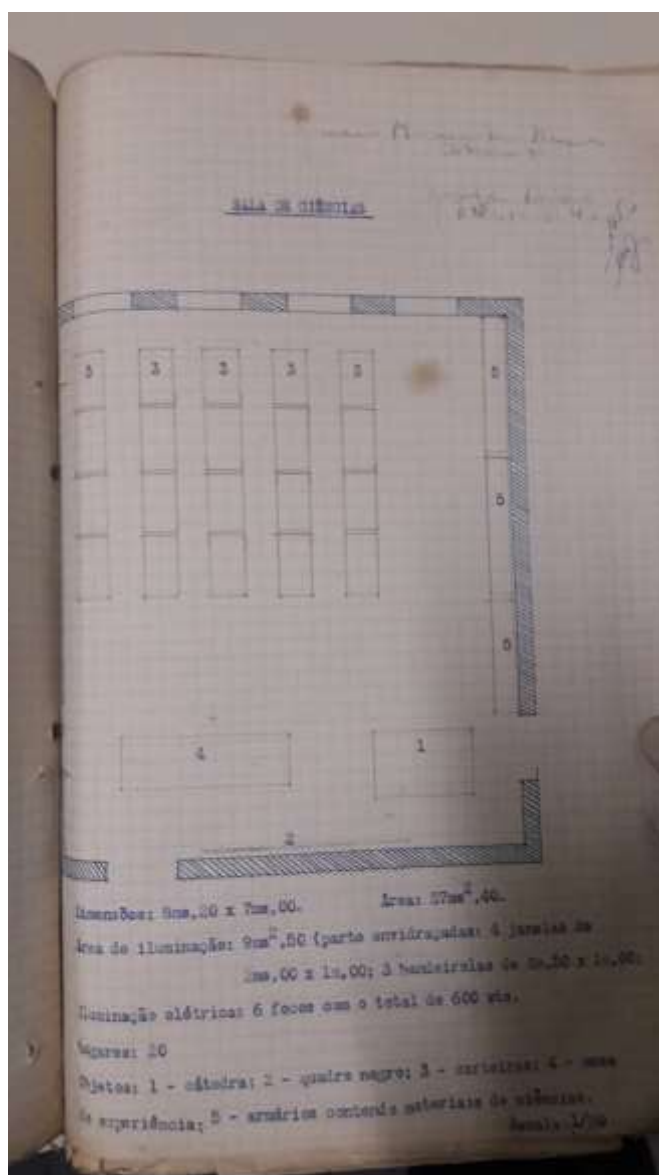 SALA DE CIÊNCIAS
3 3 3 3 3 5
5
5
4 1
2
Dimensões: 8ms,20 x 7ms,00. Área: 57ms²,40.
Área de iluminação: 9ms²,50 (parte envidraçada: 4 janelas de
2ms,00 x 1m,00; 3 bandeirolas de 0m,50 x 1m,00)
Iluminação elétrica: 6 focos com o total de 600 wts.
Lugares: 20
Objetos: 1 - cátedra; 2 - quadro negro; 3 - carteiras; 4 - mesa
de experiência; 5 - armários contendo materiais de ciências.
Escala